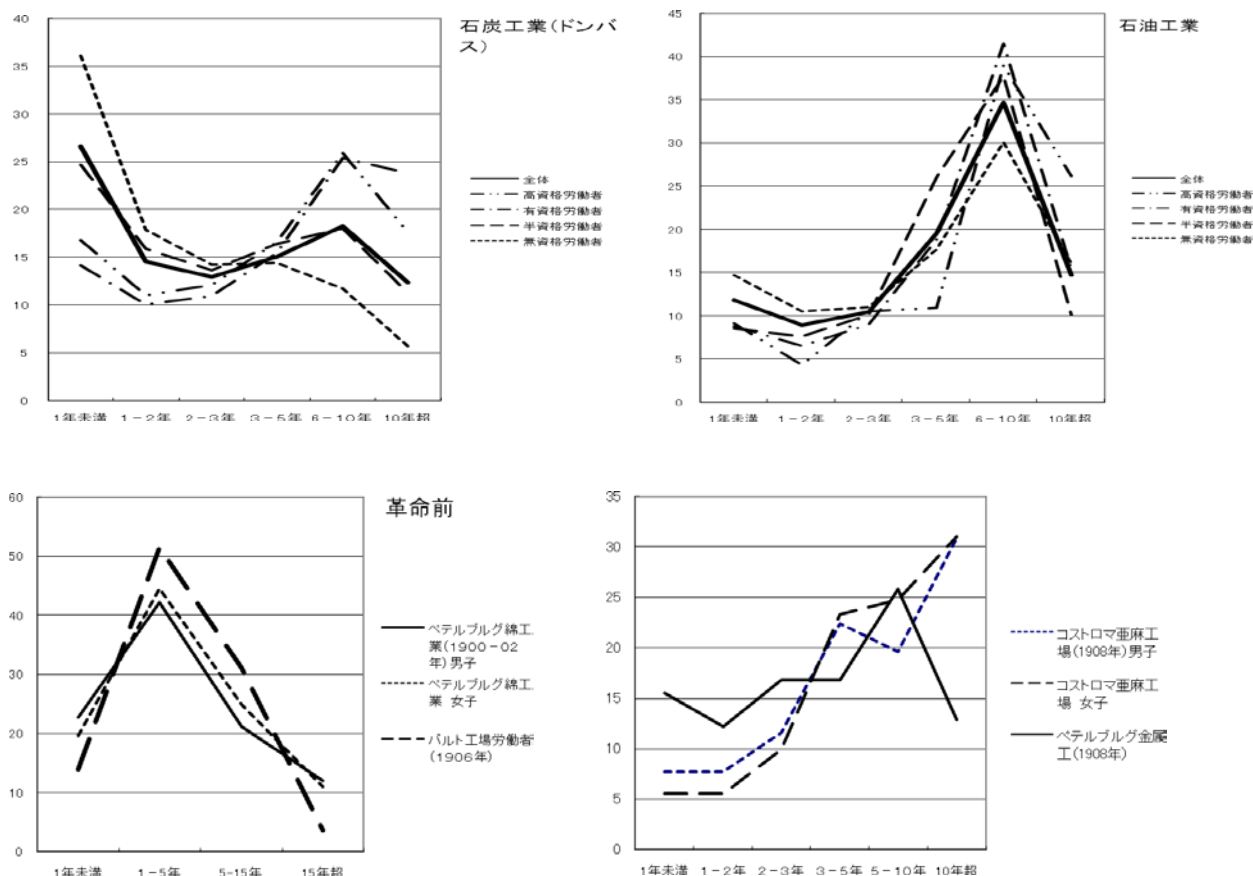 石炭工業(ドンバ
ス)
40
35
30
25
20
15
10
5
0
1年未満 1-2年 2-3年 3-5年 6-10年 10年超
全体
高資格労働者
有資格労働者
半資格労働者
無資格労働者
石油工業
45
40
35
30
25
20
15
10
5
0
1年未満 1-2年 2-3年 3-5年 6-10年 10年超
全体
高資格労働者
有資格労働者
半資格労働者
無資格労働者
革命前
60
50
40
30
20
10
0
1年未満 1-5年 5-15年 15年超
ペテルブルグ綿工
業(1900-02
年)男子
ペテルブルグ綿工
業 女子
バルト工場労働者
(1906年)
35
30
25
20
15
10
5
0
1年未満 1-2年 2-3年 3-5年 5-10年 10年超
コストロマ亜麻工
場(1908年)男子
コストロマ亜麻工
場 女子
ペテルブルグ金属
工(1908年)